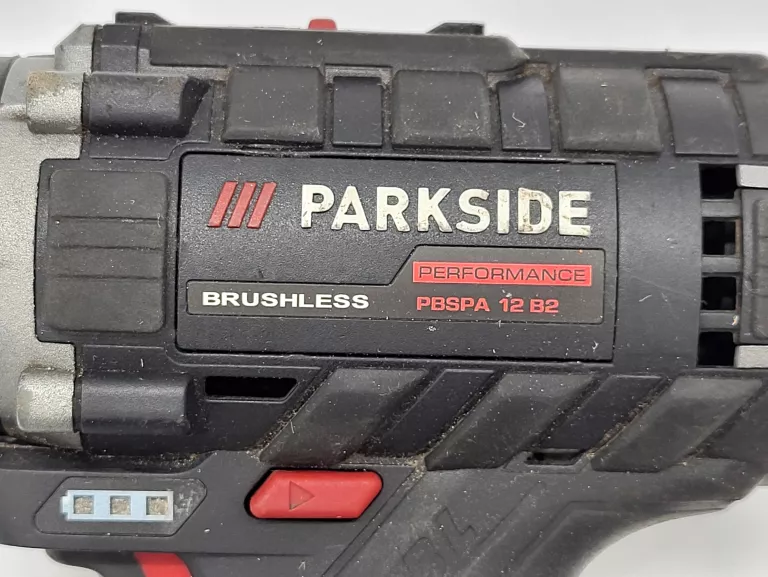 PARKSIDE
PERFORMANCE
BRUSHLESS PBSPA 12 B2